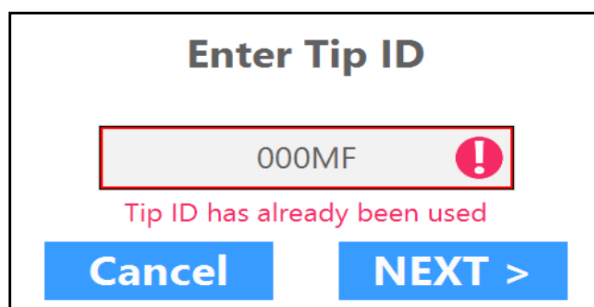 Enter Tip ID
000MF
Tip ID has already been used
Cancel NEXT >